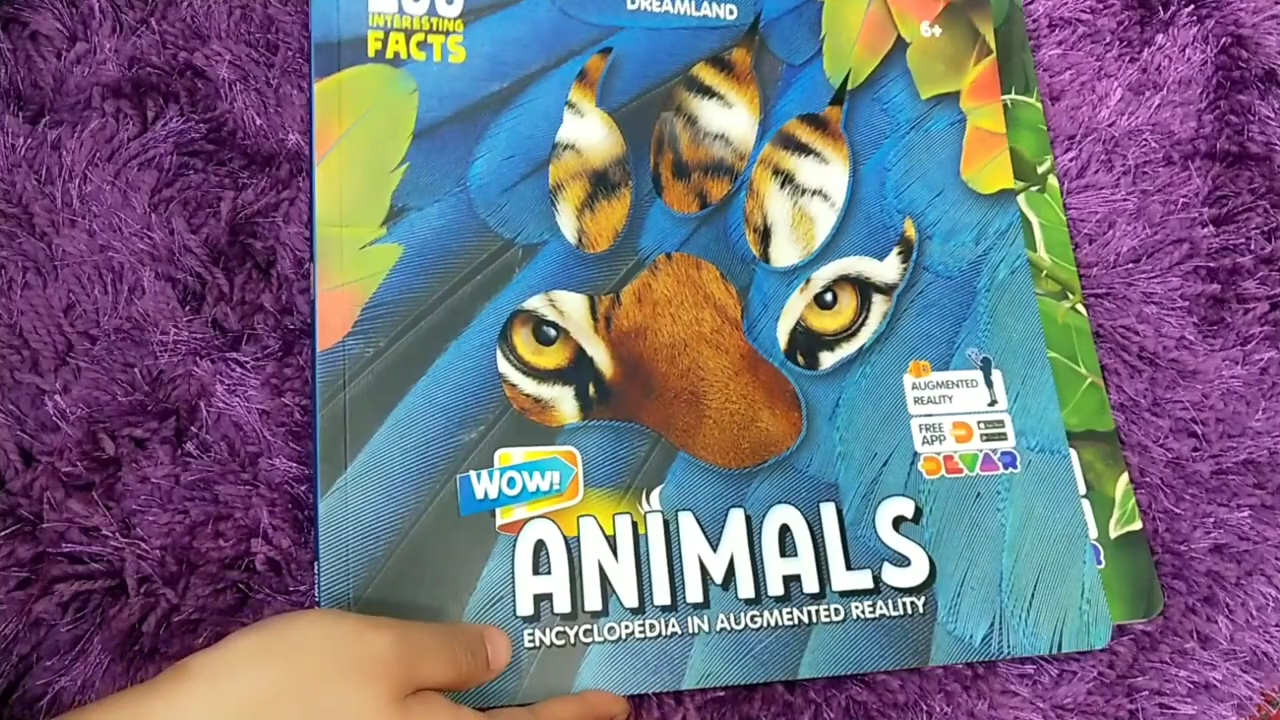 INTERESTING
FACTS
DREAMLAND
6+
AUGMENTED
REALITY
FREE
APP
DEVAR
WOW!
ANIMALS
ENCYCLOPEDIA IN AUGMENTED REALITY